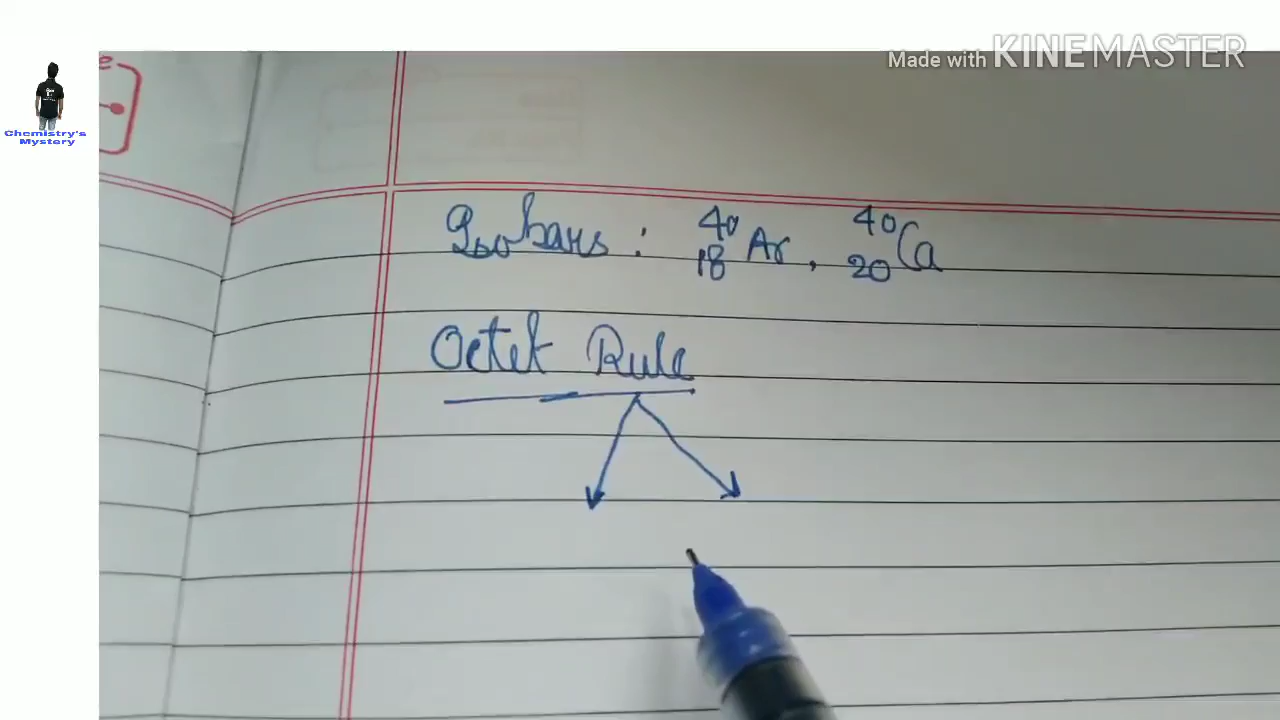 Made with KINEMASTER
Chemistry's
Mystery
Isobars : ⁴⁰₁₈Ar, ⁴⁰₂₀Ca
Octet Rule